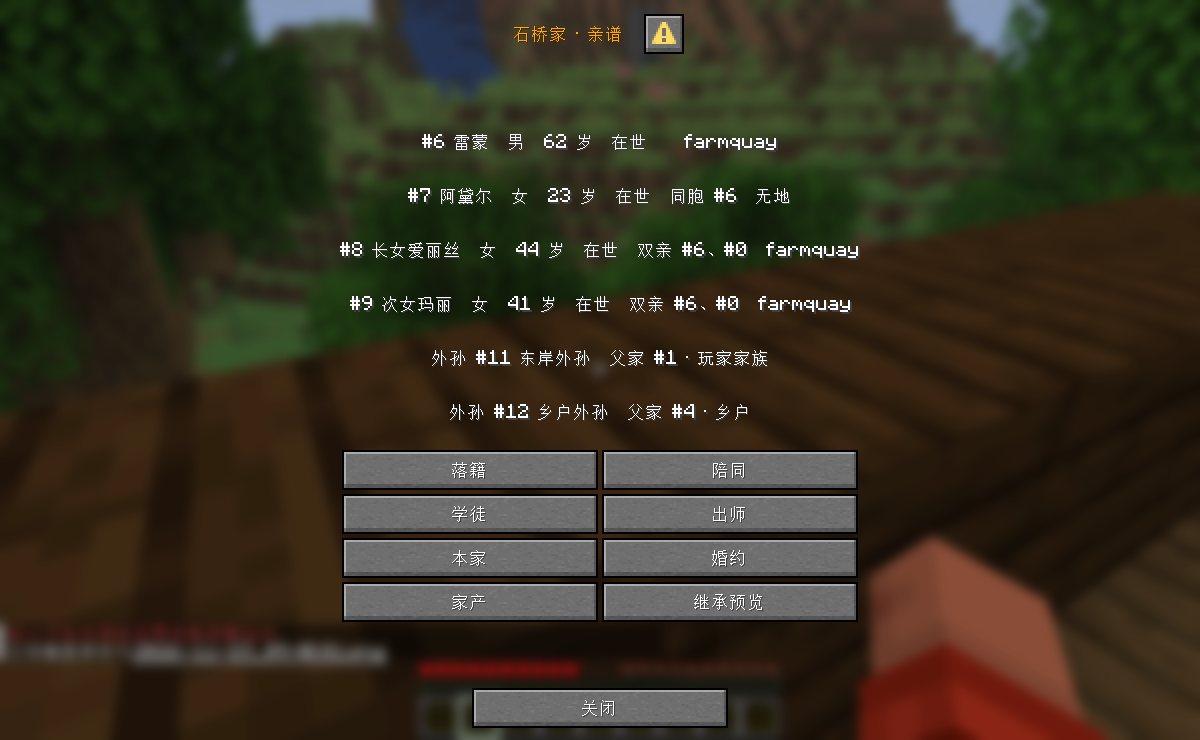 石桥家 · 亲谱
#6 雷蒙 男 62 岁 在世 farmquay
#7 阿黛尔 女 23 岁 在世 同胞 #6 无地
#8 长女爱丽丝 女 44 岁 在世 双亲 #6、#0 farmquay
#9 次女玛丽 女 41 岁 在世 双亲 #6、#0 farmquay
外孙 #11 东岸外孙 父家 #1 · 玩家家族
外孙 #12 乡户外孙 父家 #4 · 乡户
落籍 陪同
学徒 出师
本家 婚约
家产 继承预览
关闭